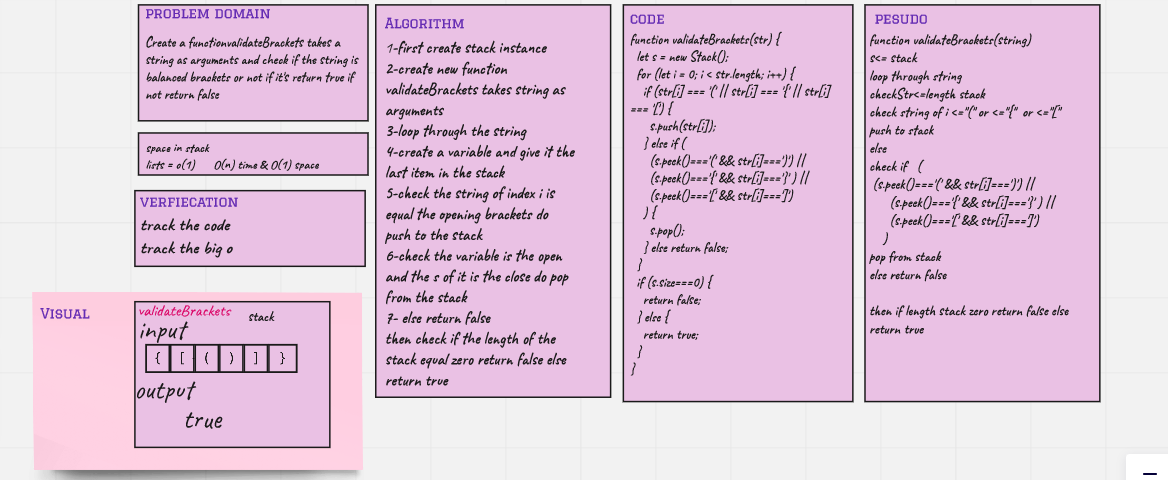 PROBLEM DOMAIN
Create a functionvalidateBrackets takes a
string as arguments and check if the string is
balanced brackets or not if it's return true if
not return false
space in stack
lists = o(1) O(n) time & O(1) space
VERFIECATION
track the code
track the big o
VISUAL
validateBrackets
stack
input
{ [ ( ) ] }
output
true
ALGORITHM
1-first create stack instance
2-create new function
validateBrackets takes string as
arguments
3-loop through the string
4-create a variable and give it the
last item in the stack
5-check the string of index i is
equal the opening brackets do
push to the stack
6-check the variable is the open
and the s of it is the close do pop
from the stack
7- else return false
then check if the length of the
stack equal zero return false else
return true
CODE
function validateBrackets(str) {
let s = new Stack();
for (let i = 0; i < str.length; i++) {
if (str[i] === '(' || str[i] === '{' || str[i]
=== '[') {
s.push(str[i]);
} else if (
(s.peek()==='(' && str[i]===')') ||
(s.peek()==='{' && str[i]==='}' ) ||
(s.peek()==='[' && str[i]===']')
) {
s.pop();
} else return false;
}
if (s.size===0) {
return false;
} else {
return true;
}
}
PESUDO
function validateBrackets(string)
s<= stack
loop through string
checkStr<=length stack
check string of i <="(" or <="{" or <="["
push to stack
else
check if (
(s.peek()==='(' && str[i]===')') ||
(s.peek()==='{' && str[i]==='}' ) ||
(s.peek()==='[' && str[i]===']')
)
pop from stack
else return false
then if length stack zero return false else
return true